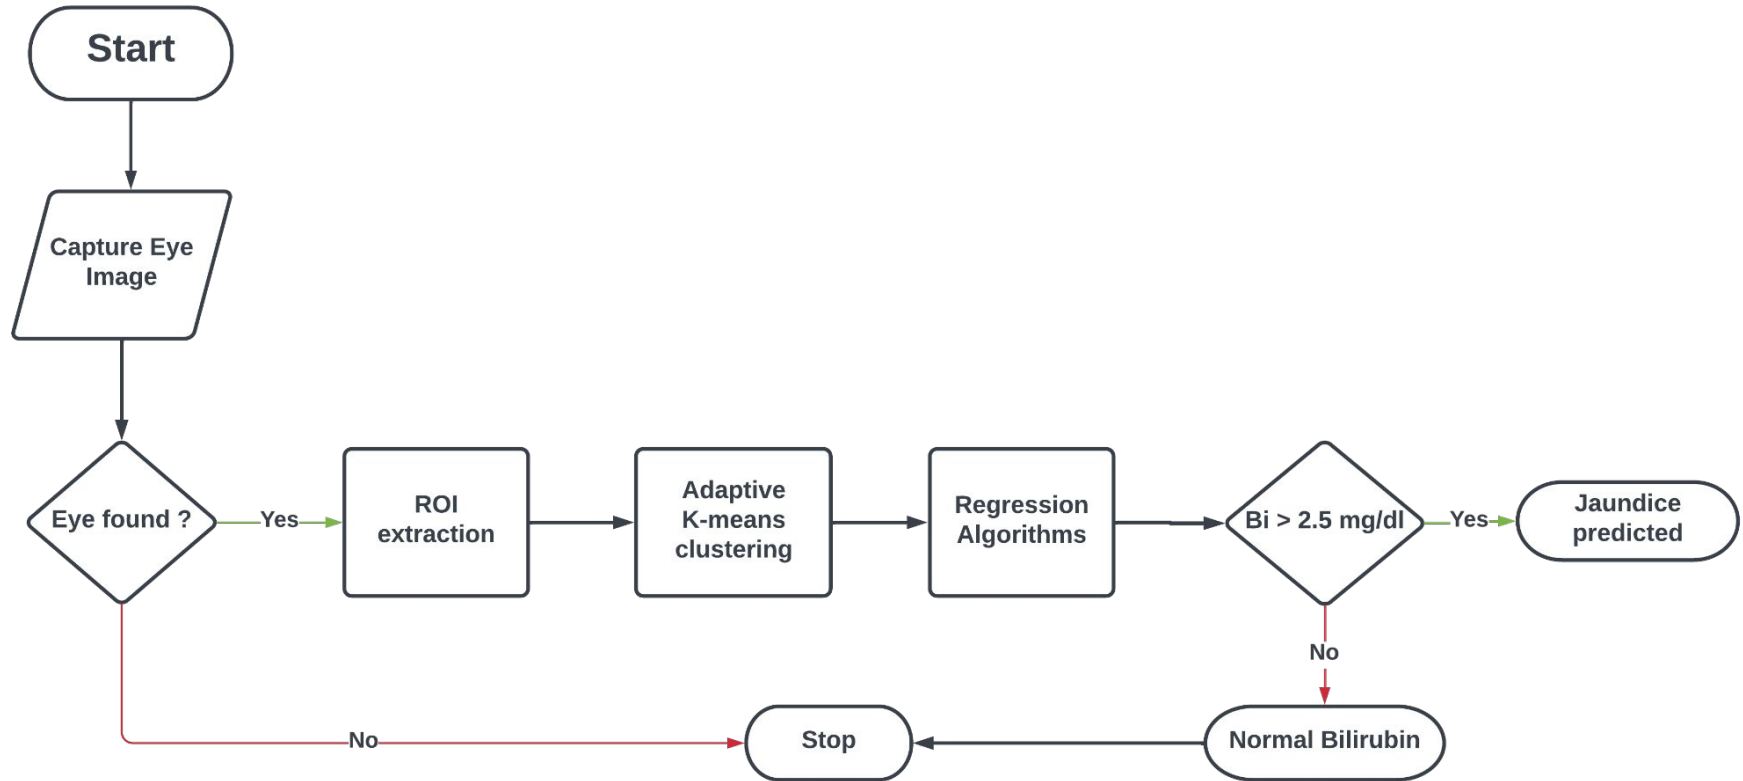 Start
Capture Eye
Image
Eye found ?
Yes
ROI
extraction
Adaptive
K-means
clustering
Regression
Algorithms
Bi > 2.5 mg/dl
Yes
Jaundice
predicted
No
Normal Bilirubin
No
Stop